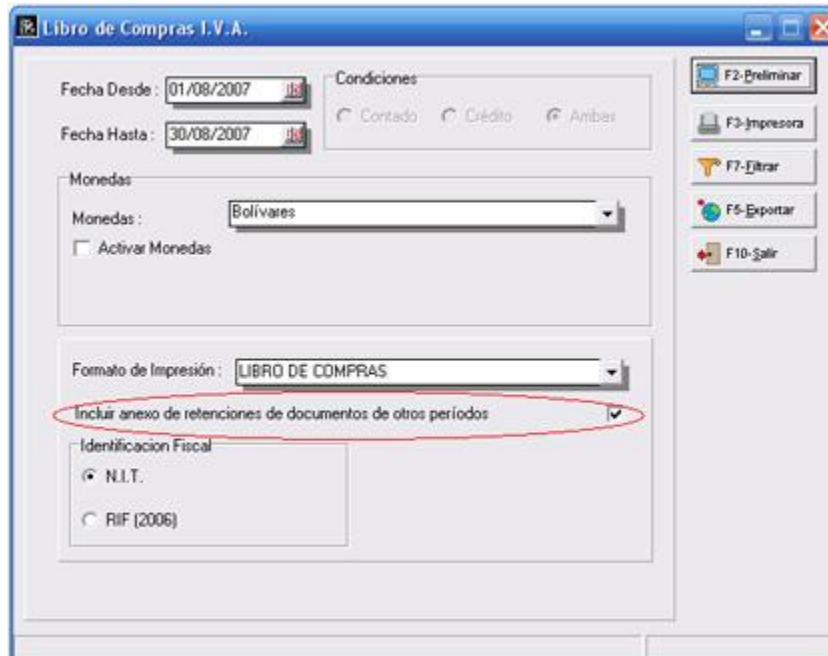 Libro de Compras I.V.A.
Fecha Desde : 01/08/2007
Fecha Hasta : 30/08/2007
Condiciones
Contado Crédito Ambas
Monedas
Monedas : Bolívares
Activar Monedas
Formato de Impresión : LIBRO DE COMPRAS
Incluir anexo de retenciones de documentos de otros períodos
Identificacion Fiscal
N.I.T.
RIF (2006)
F2-Preliminar
F3-Impresora
F7-Filtrar
F5-Exportar
F10-Salir